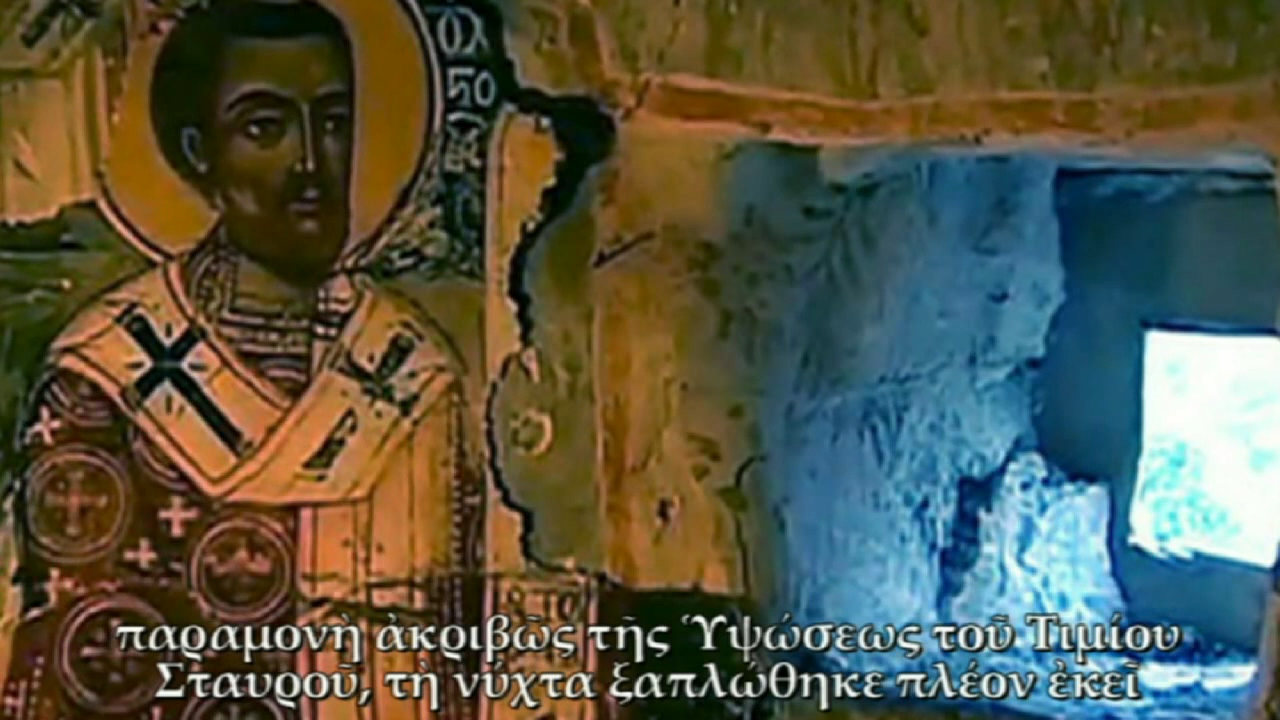 παραμονὴ ἀκριβῶς τῆς Ὑψώσεως τοῦ Τιμίου
Σταυροῦ, τὴ νύχτα ξαπλώθηκε πλέον ἐκεῖ